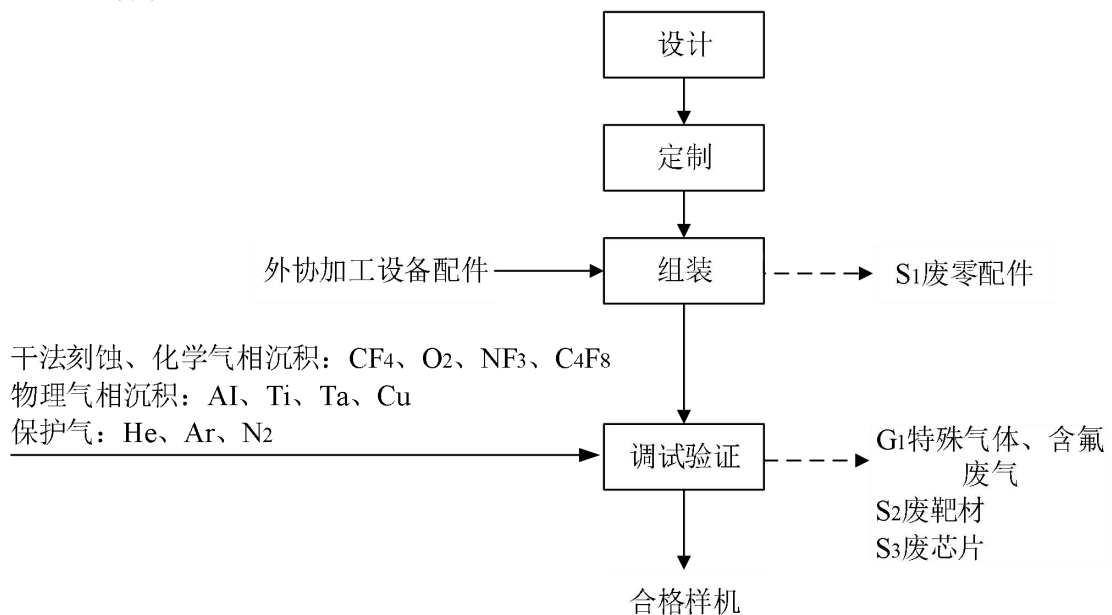 设计
定制
外协加工设备配件
组装
S1废零配件
干法刻蚀、化学气相沉积：CF4、O2、NF3、C4F8
物理气相沉积：AI、Ti、Ta、Cu
保护气：He、Ar、N2
调试验证
G1特殊气体、含氟
废气
S2废靶材
S3废芯片
合格样机